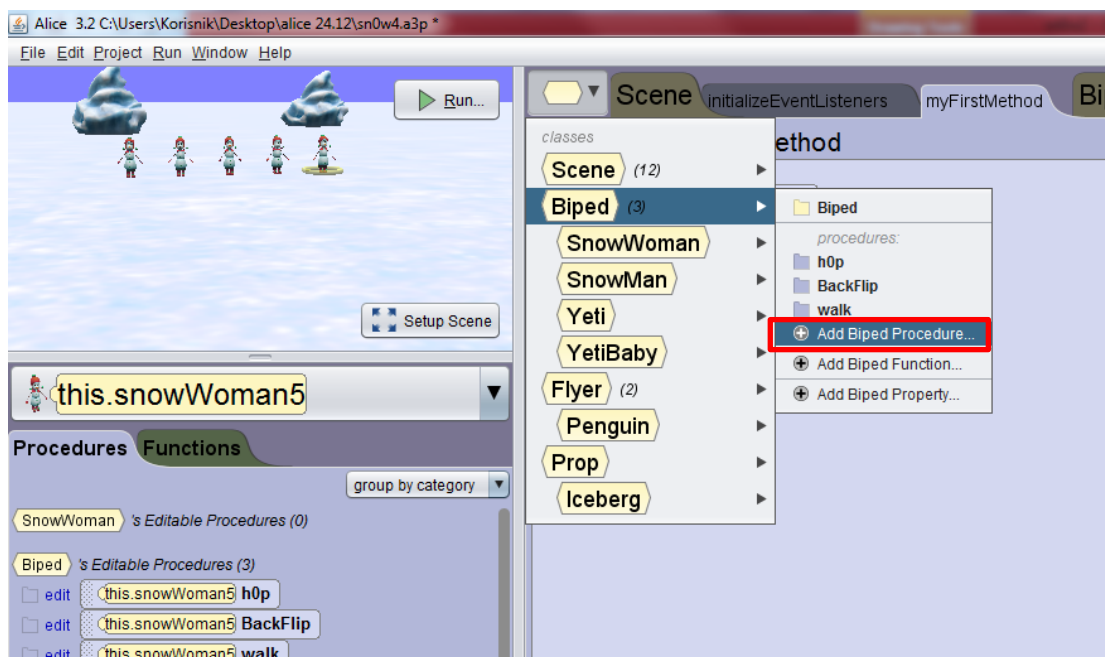 Alice 3.2 C:\Users\Korisnik\Desktop\alice 24.12\sn0w4.a3p *
File Edit Project Run Window Help
Run...
Setup Scene
this.snowWoman5
Procedures Functions
group by category
SnowWoman 's Editable Procedures (0)
Biped 's Editable Procedures (3)
edit this.snowWoman5 h0p
edit this.snowWoman5 BackFlip
edit this.snowWoman5 walk
Scene initializeEventListeners myFirstMethod Bi
ethod
classes
Scene (12)
Biped (3)
SnowWoman
SnowMan
Yeti
YetiBaby
Flyer (2)
Penguin
Prop
Iceberg
Biped
procedures:
h0p
BackFlip
walk
Add Biped Procedure...
Add Biped Function...
Add Biped Property...